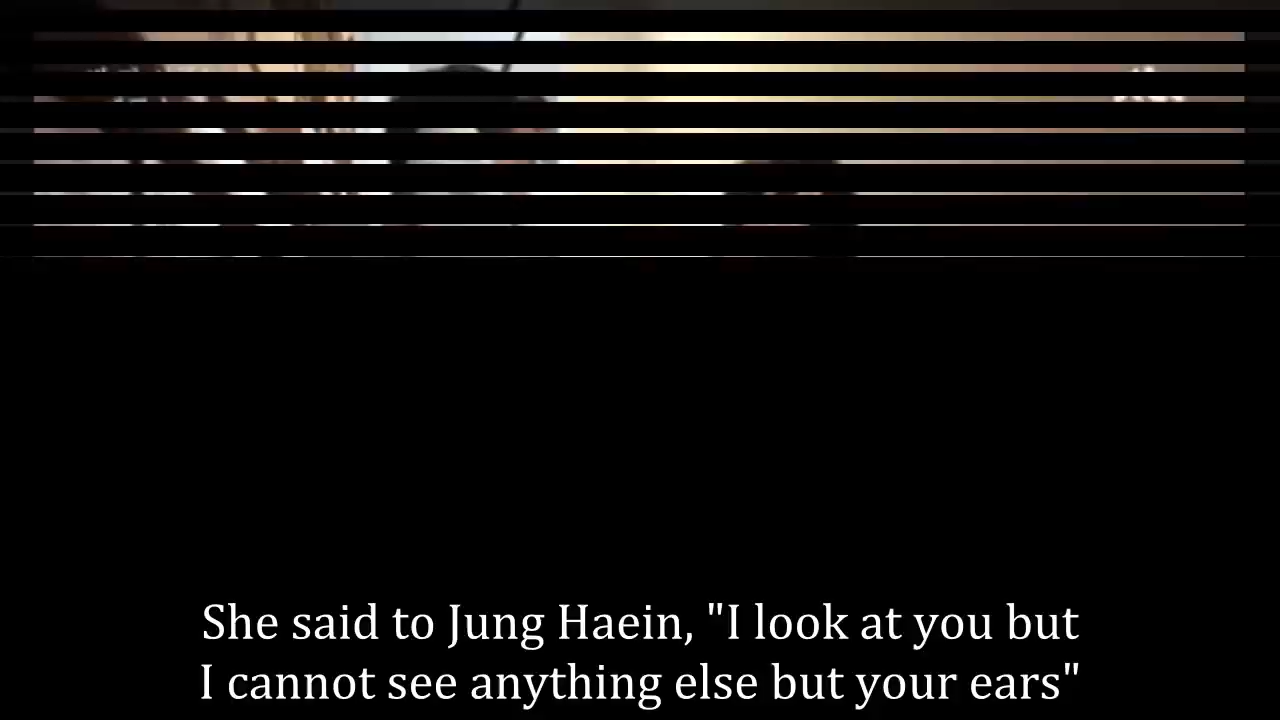 She said to Jung Haein, "I look at you but
I cannot see anything else but your ears"